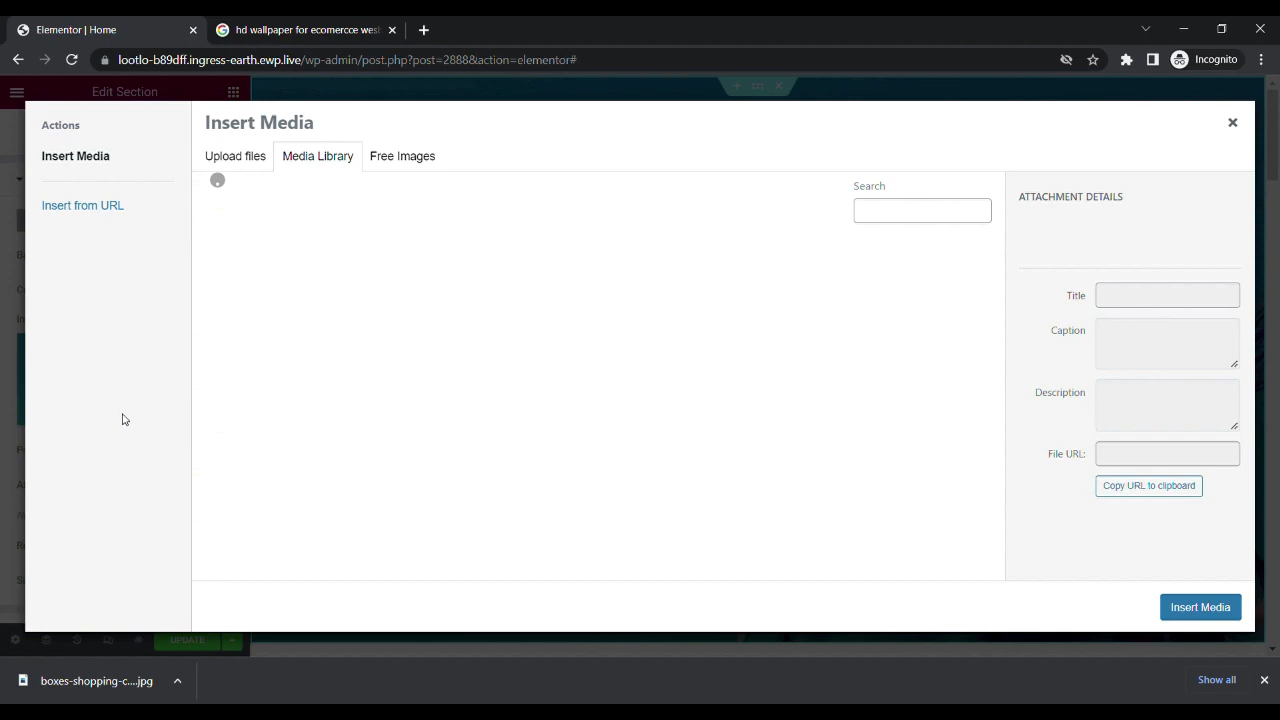 Elementor | Home
hd wallpaper for ecomercce web
lootlo-b89dff.ingress-earth.ewp.live/wp-admin/post.php?post=2888&action=elementor#
Incognito
Edit Section
Actions
Insert Media
Insert from URL
Insert Media
Upload files
Media Library
Free Images
Search
ATTACHMENT DETAILS
Title
Caption
Description
File URL:
Copy URL to clipboard
Insert Media
UPDATE
boxes-shopping-c....jpg
Show all